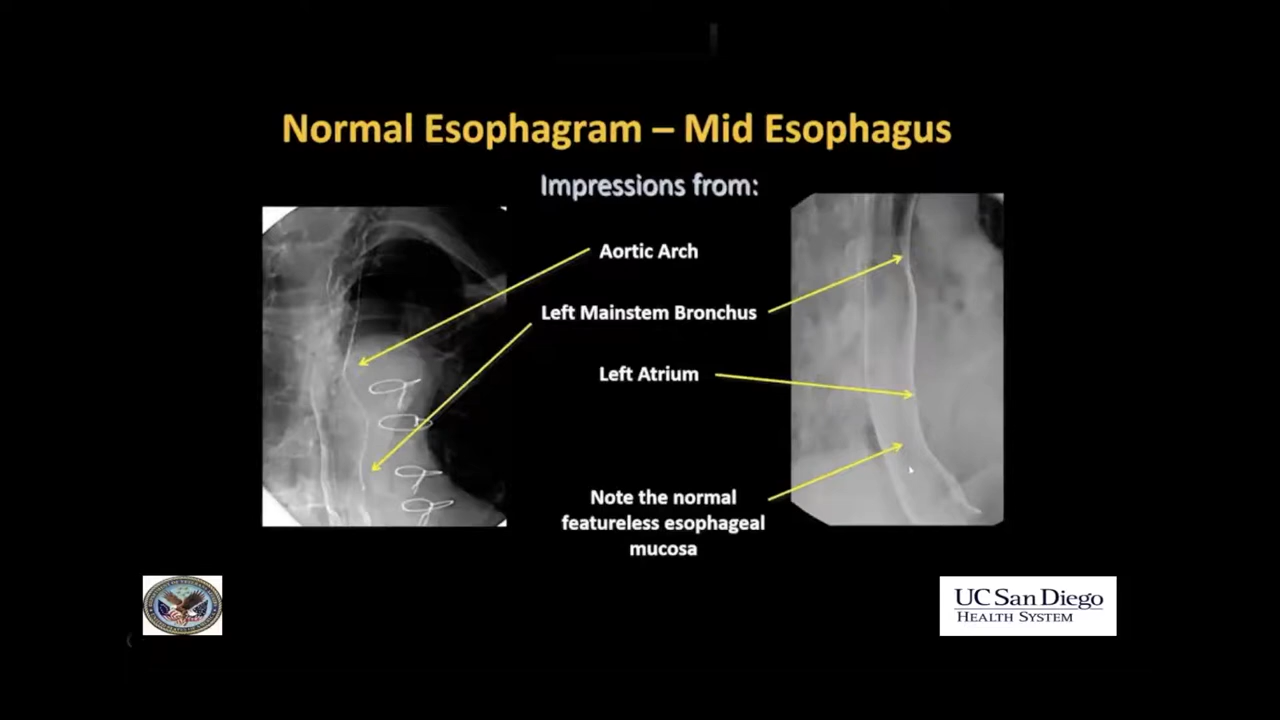 Normal Esophagram – Mid Esophagus
Impressions from:
Aortic Arch
Left Mainstem Bronchus
Left Atrium
Note the normal
featureless esophageal
mucosa
UC San Diego
HEALTH SYSTEM